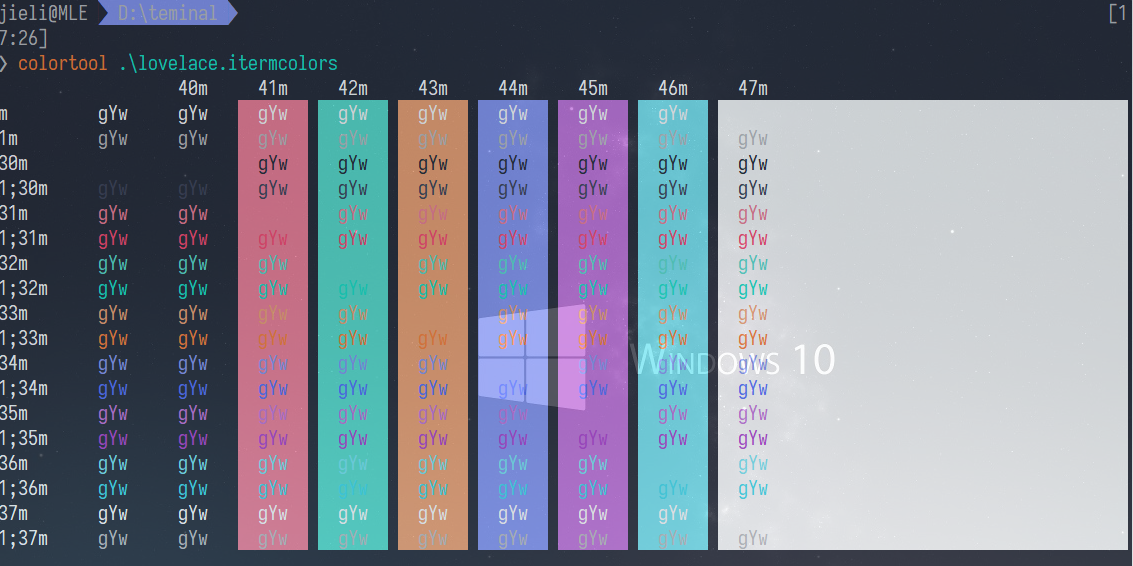 jieli@MLE D:\teminal [1
7:26]
❯ colortool .\lovelace.itermcolors
40m 41m 42m 43m 44m 45m 46m 47m
m gYw gYw gYw gYw gYw gYw gYw gYw
1m gYw gYw gYw gYw gYw gYw gYw gYw gYw
30m gYw gYw gYw gYw gYw gYw gYw
1;30m gYw gYw gYw gYw gYw gYw gYw gYw gYw
31m gYw gYw gYw gYw gYw gYw gYw gYw
1;31m gYw gYw gYw gYw gYw gYw gYw gYw gYw
32m gYw gYw gYw gYw gYw gYw gYw gYw
1;32m gYw gYw gYw gYw gYw gYw gYw gYw gYw
33m gYw gYw gYw gYw gYw gYw gYw gYw
1;33m gYw gYw gYw gYw gYw gYw gYw gYw gYw
34m gYw gYw gYw gYw gYw gYw gYw gYw
Windows 10
1;34m gYw gYw gYw gYw gYw gYw gYw gYw gYw
35m gYw gYw gYw gYw gYw gYw gYw gYw
1;35m gYw gYw gYw gYw gYw gYw gYw gYw gYw
36m gYw gYw gYw gYw gYw gYw gYw gYw
1;36m gYw gYw gYw gYw gYw gYw gYw gYw gYw
37m gYw gYw gYw gYw gYw gYw gYw gYw
1;37m gYw gYw gYw gYw gYw gYw gYw gYw gYw